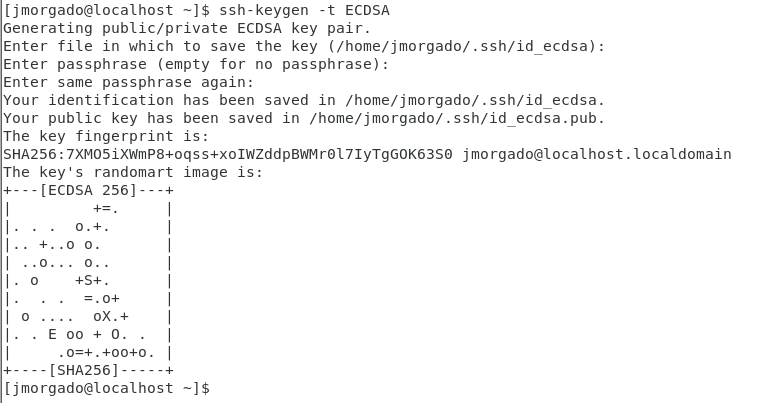 [jmorgado@localhost ~]$ ssh-keygen -t ECDSA
Generating public/private ECDSA key pair.
Enter file in which to save the key (/home/jmorgado/.ssh/id_ecdsa):
Enter passphrase (empty for no passphrase):
Enter same passphrase again:
Your identification has been saved in /home/jmorgado/.ssh/id_ecdsa.
Your public key has been saved in /home/jmorgado/.ssh/id_ecdsa.pub.
The key fingerprint is:
SHA256:7XMO5iXWmP8+oqss+xoIWZddpBWMr0l7IyTgGOK63S0 jmorgado@localhost.localdomain
The key's randomart image is:
+---[ECDSA 256]---+
|         +=.     |
|. . .  o.+.      |
|.. +..o o.       |
| ..o... o..      |
|. o    +S+.      |
|.  . .  =.o+     |
| o ....  oX.+    |
|. . E oo + O. .  |
|     .o=+.+oo+o. |
+----[SHA256]-----+
[jmorgado@localhost ~]$